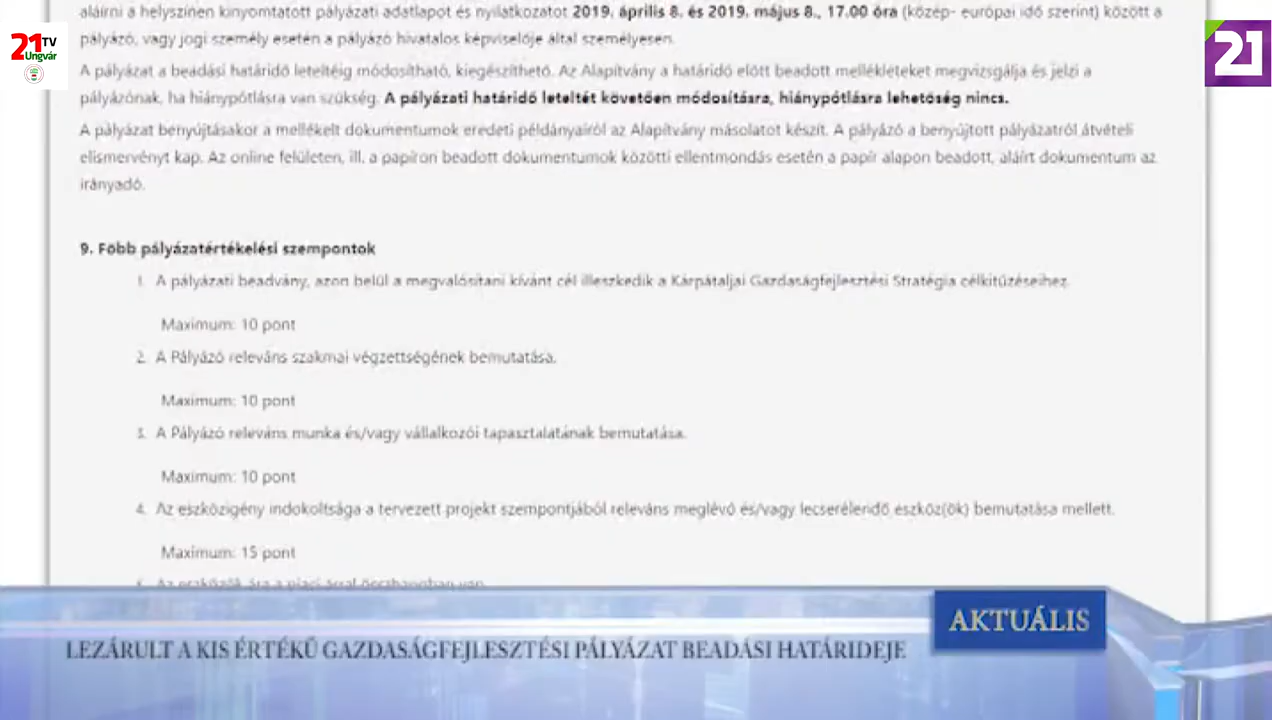 aláírni a helyszínen kinyomtatott pályázati adatlapot és nyilatkozatot 2019. április 8. és 2019. május 8., 17.00 óra (közép- európai idő szerint) között a
pályázó, vagy jogi személy esetén a pályázó hivatalos képviselője által személyesen.
A pályázat a beadási határidő leteltéig módosítható, kiegészíthető. Az Alapítvány a határidő előtt beadott mellékleteket megvizsgálja és jelzi a
pályázónak, ha hiánypótlásra van szükség. A pályázati határidő leteltét követően módosításra, hiánypótlásra lehetőség nincs.
A pályázat benyújtásakor a mellékelt dokumentumok eredeti példányairól az Alapítvány másolatot készít. A pályázó a benyújtott pályázatról átvételi
elismervényt kap. Az online felületen, ill. a papíron beadott dokumentumok közötti ellentmondás esetén a papír alapon beadott, aláírt dokumentum az
irányadó.
9. Főbb pályázatértékelési szempontok
1. A pályázati beadvány, azon belül a megvalósítani kívánt cél illeszkedik a Kárpátaljai Gazdaságfejlesztési Stratégia célkitűzéseihez.
Maximum: 10 pont
2. A Pályázó releváns szakmai végzettségének bemutatása.
Maximum: 10 pont
3. A Pályázó releváns munka és/vagy vállalkozói tapasztalatának bemutatása.
Maximum: 10 pont
4. Az eszközigény indokoltsága a tervezett projekt szempontjából releváns meglévő és/vagy lecserélendő eszköz(ök) bemutatása mellett.
Maximum: 15 pont
Az eszközök ára a piaci árral összhangban van.
21 TV
Ungvár
21
AKTUÁLIS
LEZÁRULT A KIS ÉRTÉKŰ GAZDASÁGFEJLESZTÉSI PÁLYÁZAT BEADÁSI HATÁRIDEJE